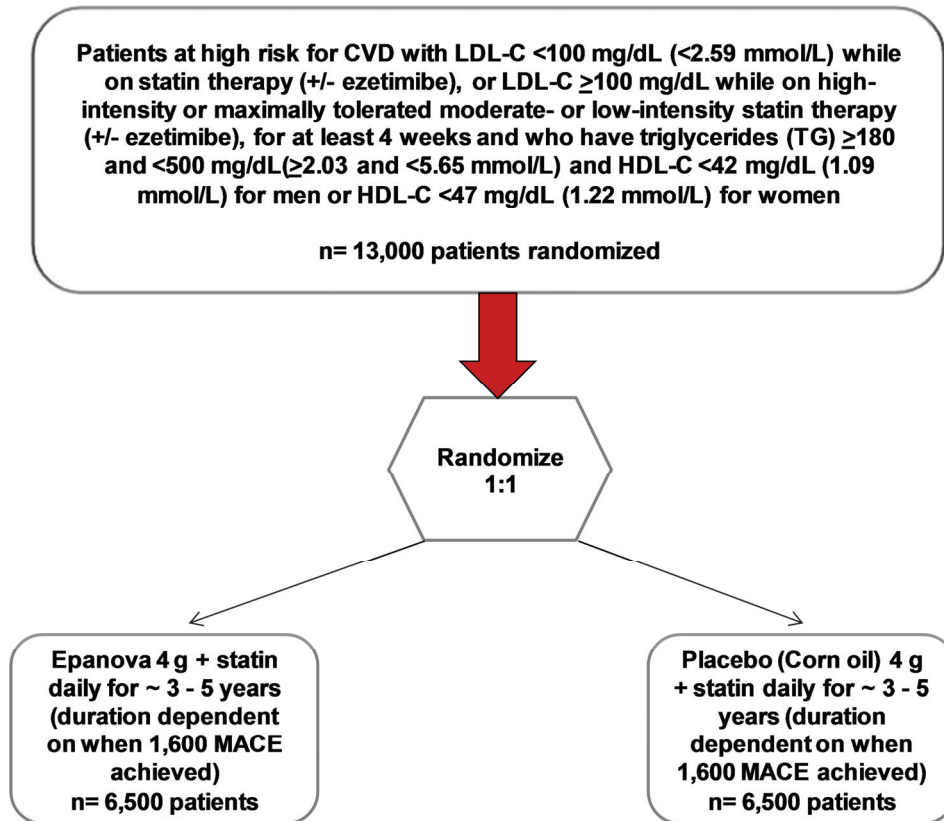 Patients at high risk for CVD with LDL-C <100 mg/dL (<2.59 mmol/L) while
on statin therapy (+/- ezetimibe), or LDL-C ≥100 mg/dL while on high-
intensity or maximally tolerated moderate- or low-intensity statin therapy
(+/- ezetimibe), for at least 4 weeks and who have triglycerides (TG) ≥180
and <500 mg/dL(≥2.03 and <5.65 mmol/L) and HDL-C <42 mg/dL (1.09
mmol/L) for men or HDL-C <47 mg/dL (1.22 mmol/L) for women
n= 13,000 patients randomized
Randomize
1:1
Epanova 4 g + statin
daily for ~ 3 - 5 years
(duration dependent
on when 1,600 MACE
achieved)
n= 6,500 patients
Placebo (Corn oil) 4 g
+ statin daily for ~ 3 - 5
years (duration
dependent on when
1,600 MACE achieved)
n= 6,500 patients